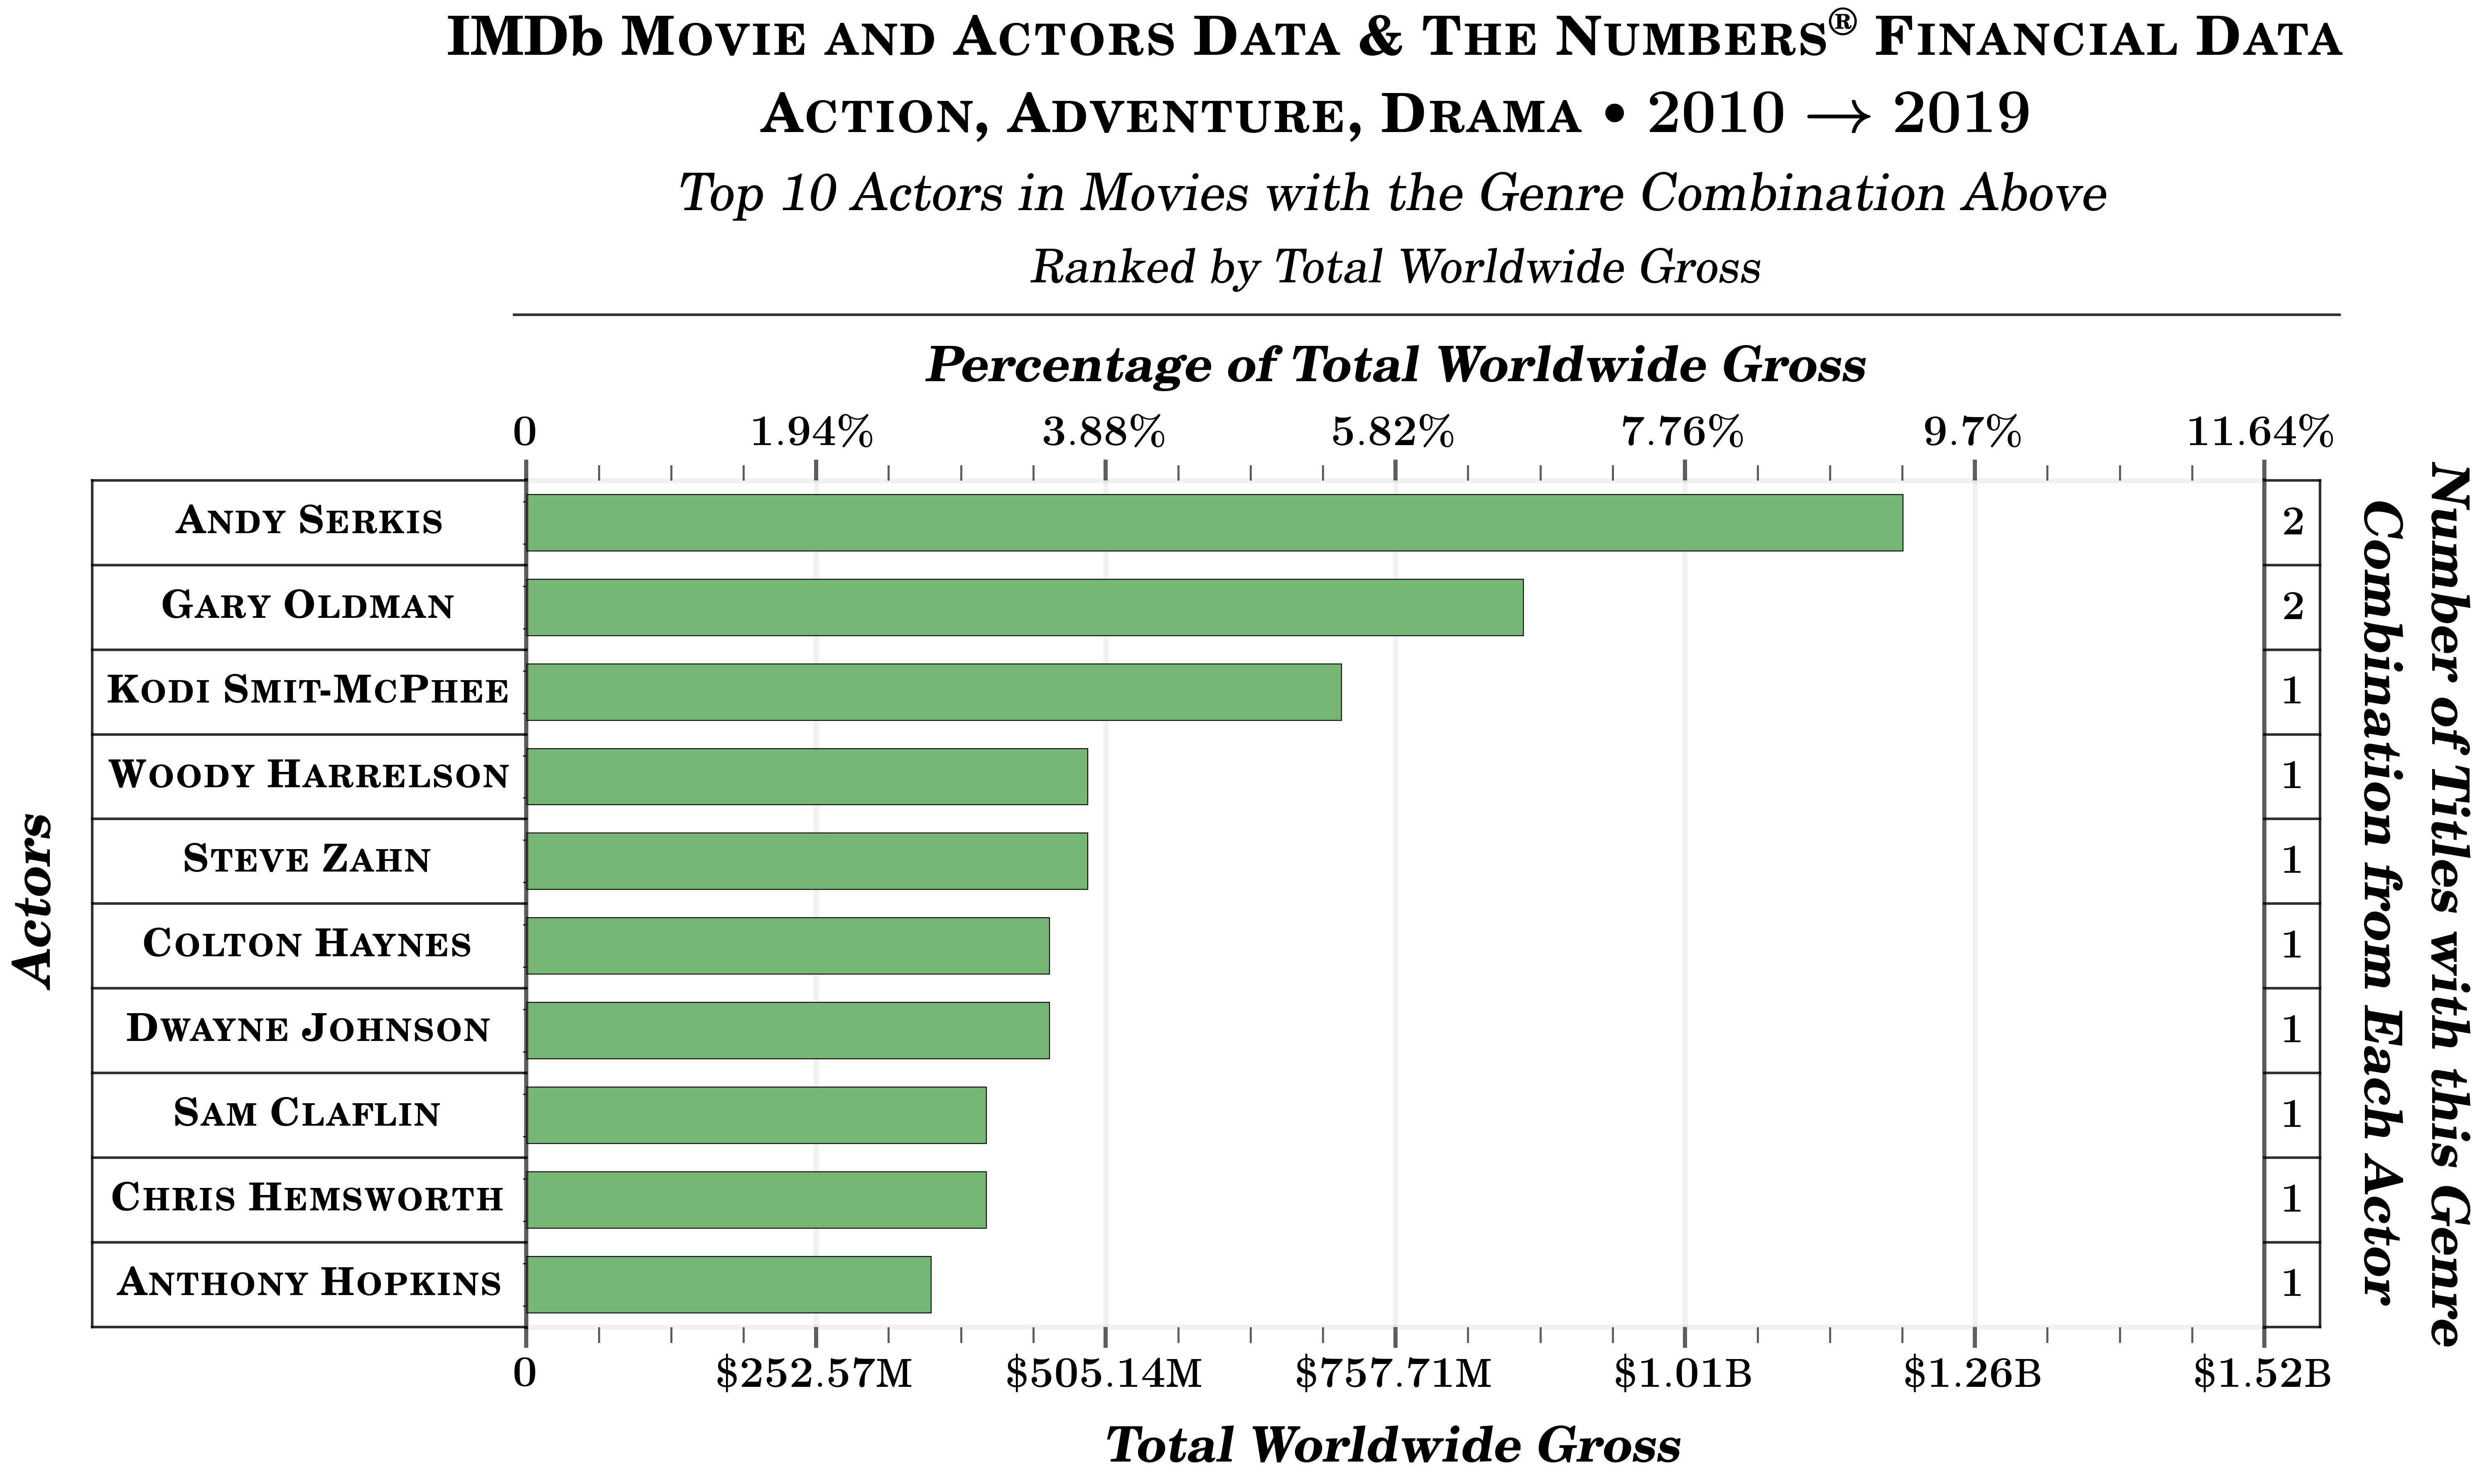 IMDb Movie and Actors Data & The Numbers® Financial Data
Action, Adventure, Drama • 2010 → 2019
Top 10 Actors in Movies with the Genre Combination Above
Ranked by Total Worldwide Gross
Percentage of Total Worldwide Gross
0 1.94% 3.88% 5.82% 7.76% 9.7% 11.64%
Actors
Andy Serkis 2
Gary Oldman 2
Kodi Smit-McPhee 1
Woody Harrelson 1
Steve Zahn 1
Colton Haynes 1
Dwayne Johnson 1
Sam Claflin 1
Chris Hemsworth 1
Anthony Hopkins 1
Number of Titles with this Genre
Combination from Each Actor
0 $252.57M $505.14M $757.71M $1.01B $1.26B $1.52B
Total Worldwide Gross